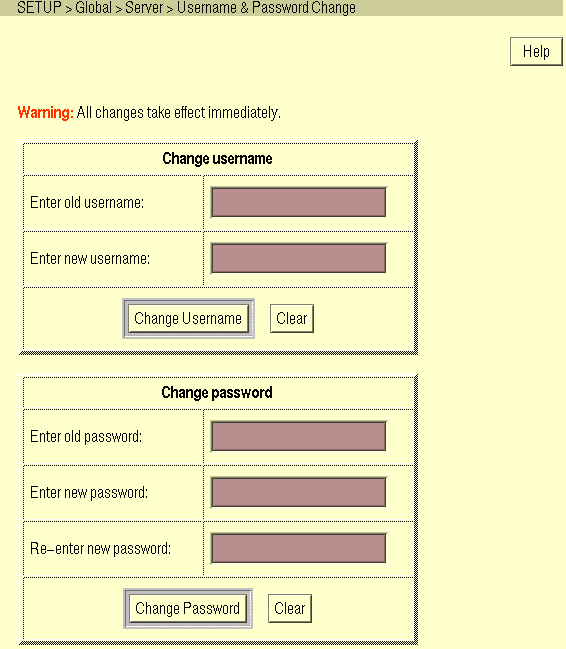 SETUP > Global > Server > Username & Password Change
Help
Warning: All changes take effect immediately.
Change username
Enter old username:
Enter new username:
Change Username Clear
Change password
Enter old password:
Enter new password:
Re-enter new password:
Change Password Clear